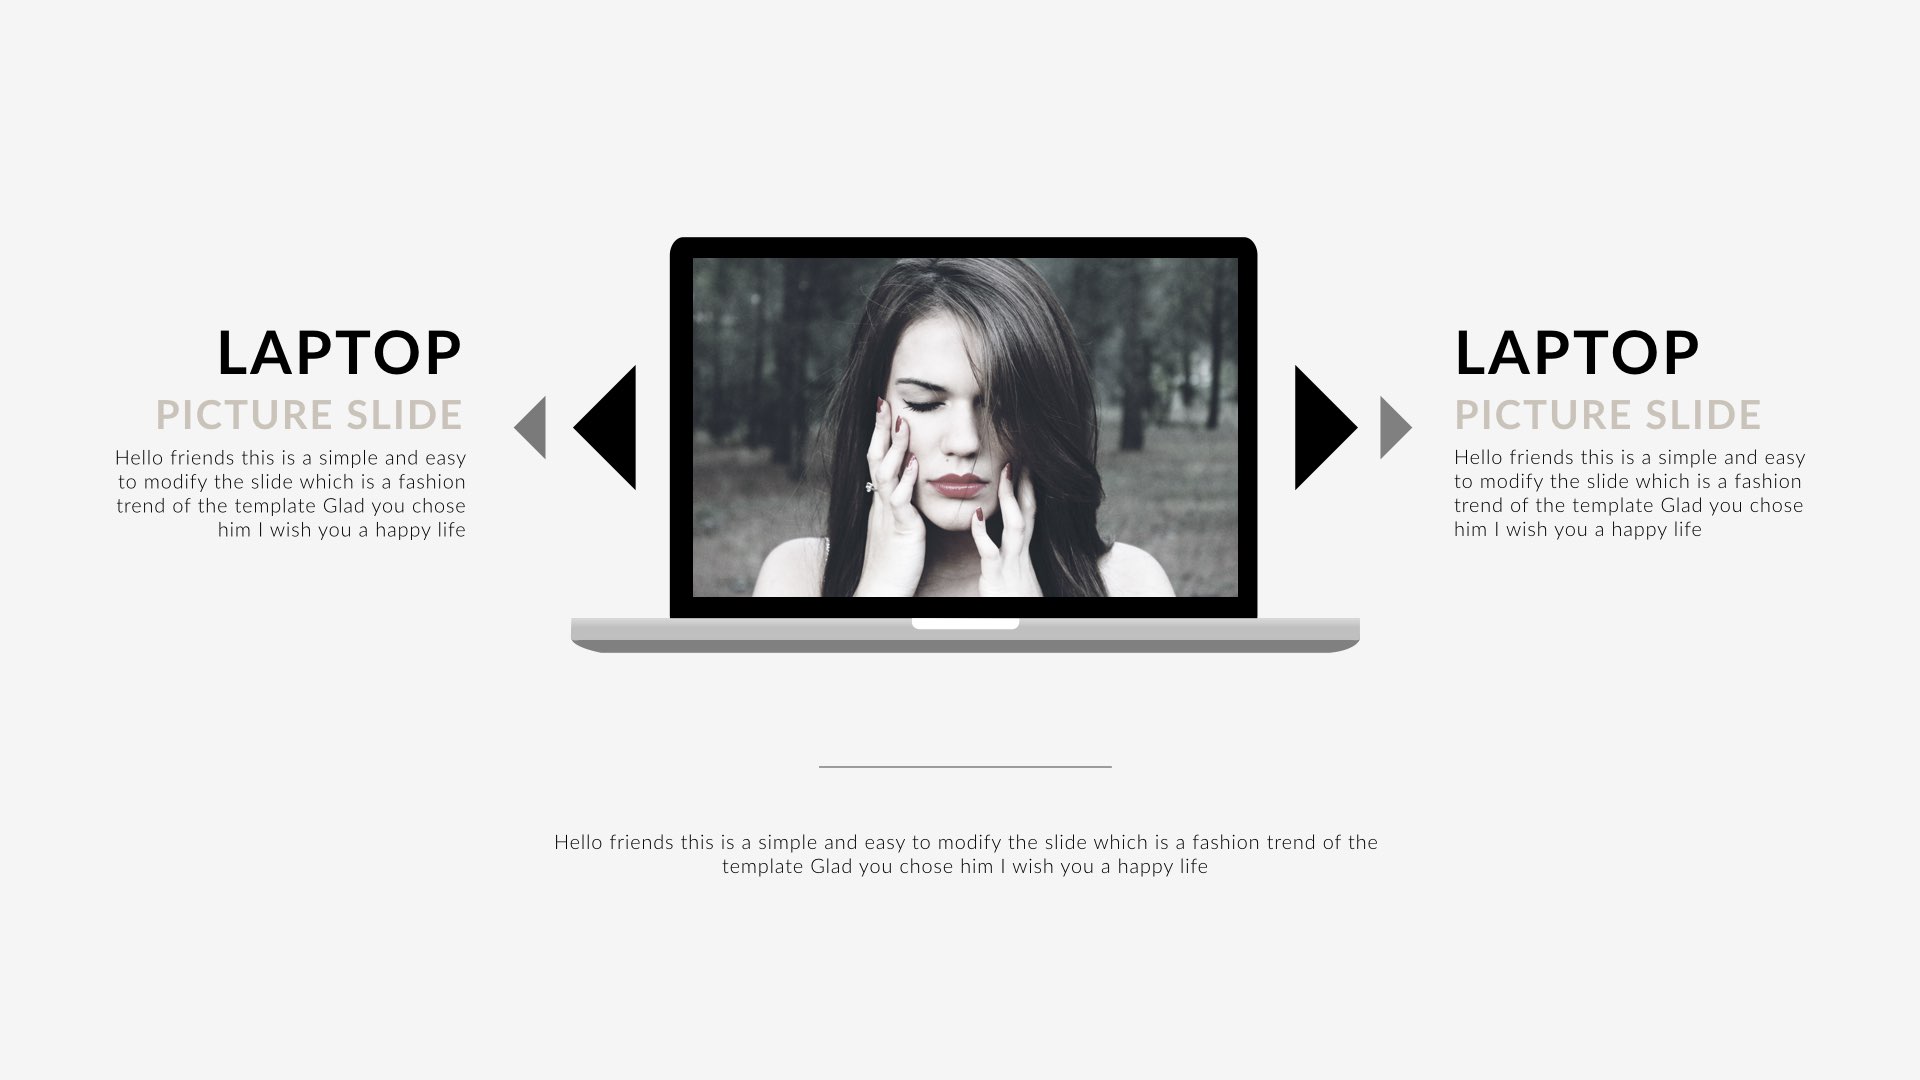 LAPTOP
PICTURE SLIDE
Hello friends this is a simple and easy
to modify the slide which is a fashion
trend of the template Glad you chose
him I wish you a happy life
LAPTOP
PICTURE SLIDE
Hello friends this is a simple and easy
to modify the slide which is a fashion
trend of the template Glad you chose
him I wish you a happy life
Hello friends this is a simple and easy to modify the slide which is a fashion trend of the
template Glad you chose him I wish you a happy life